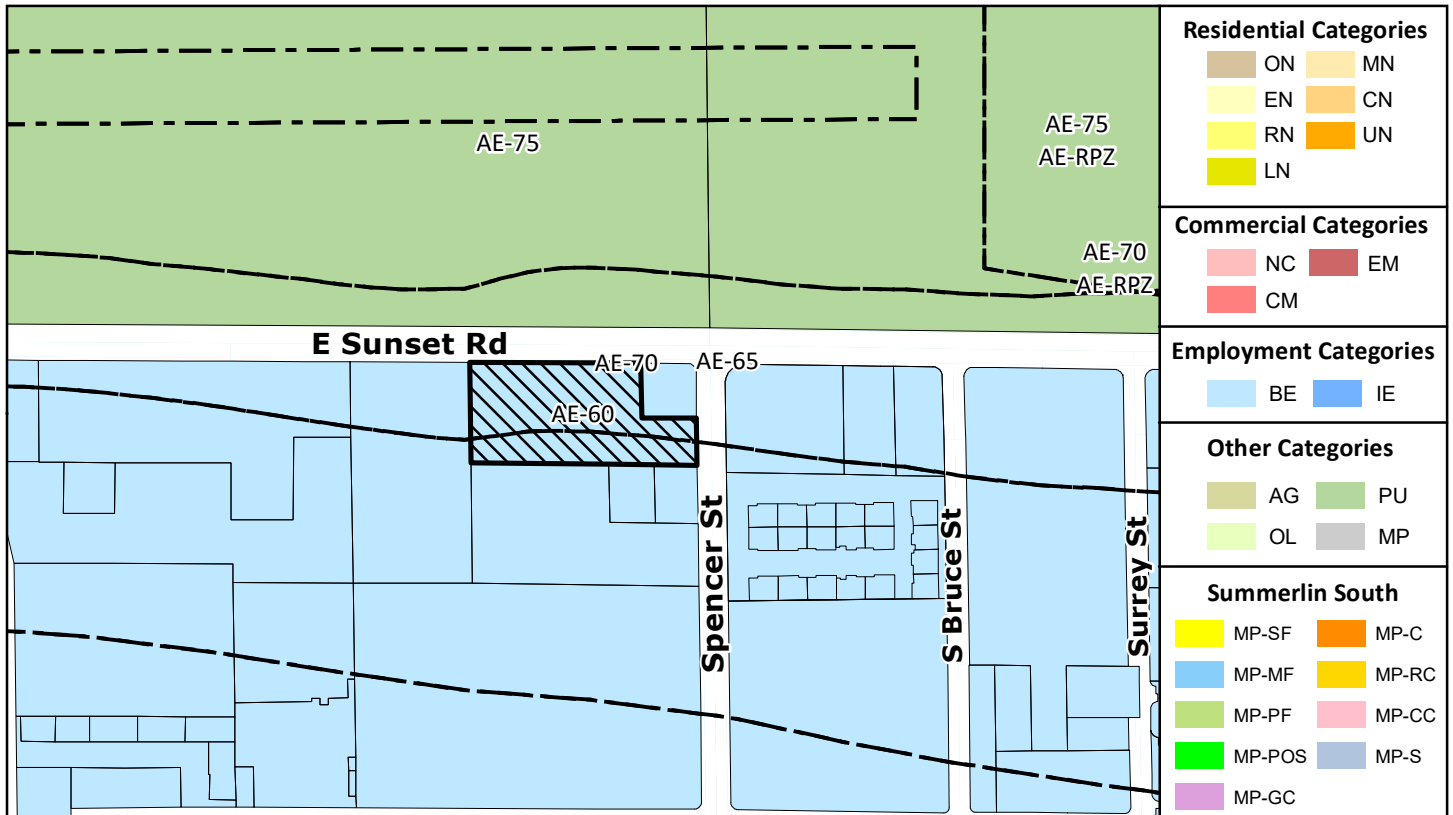 AE-75
AE-75
AE-RPZ
AE-70
AE-RPZ
E Sunset Rd
AE-70
AE-65
AE-60
Spencer St
S Bruce St
Surrey St
Residential Categories
ON MN
EN CN
RN UN
LN
Commercial Categories
NC EM
CM
Employment Categories
BE IE
Other Categories
AG PU
OL MP
Summerlin South
MP-SF MP-C
MP-MF MP-RC
MP-PF MP-CC
MP-POS MP-S
MP-GC